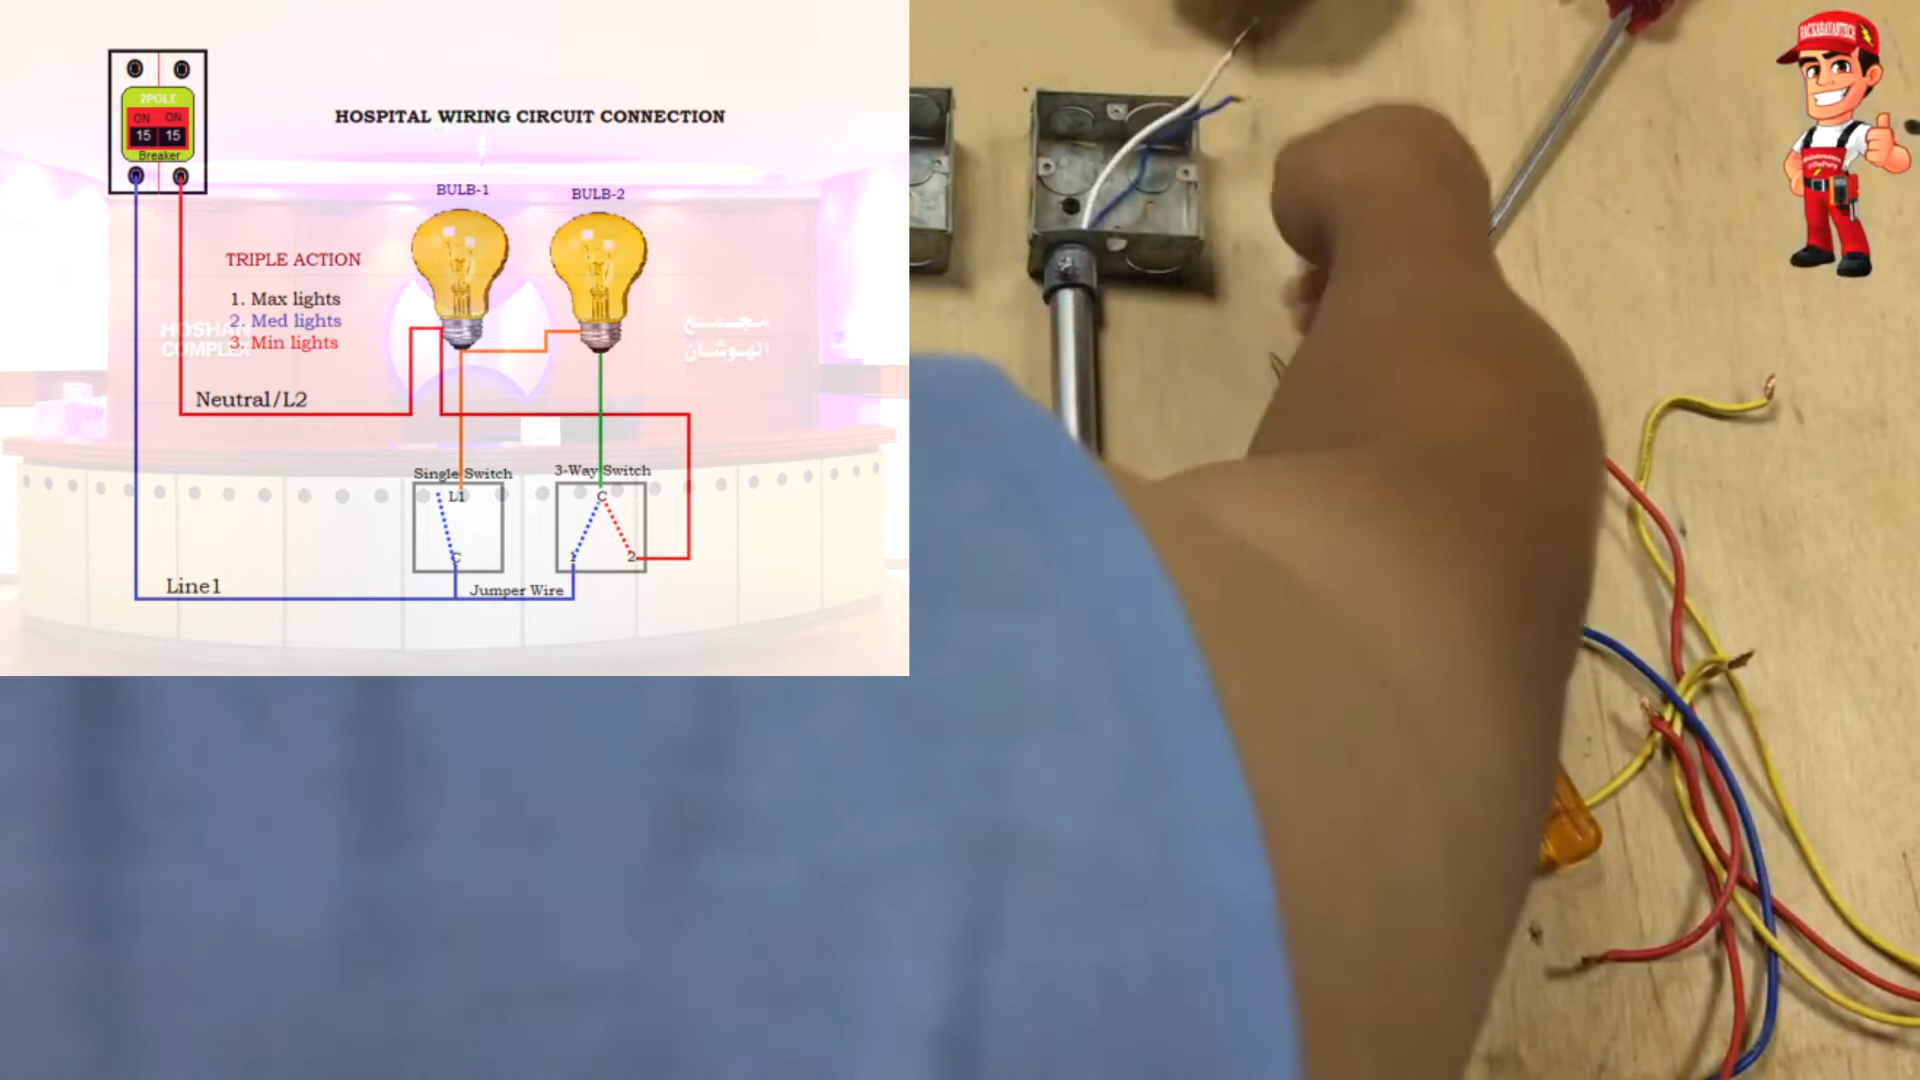 HOSPITAL WIRING CIRCUIT CONNECTION
2POLE
ON ON
15 15
Breaker
BULB-1
BULB-2
TRIPLE ACTION
1. Max lights
2. Med lights
3. Min lights
HOSHAN
COMPLEX
مجمع
الهوشان
Neutral/L2
Single Switch
3-Way Switch
L1
C
C
1
2
Jumper Wire
Line1